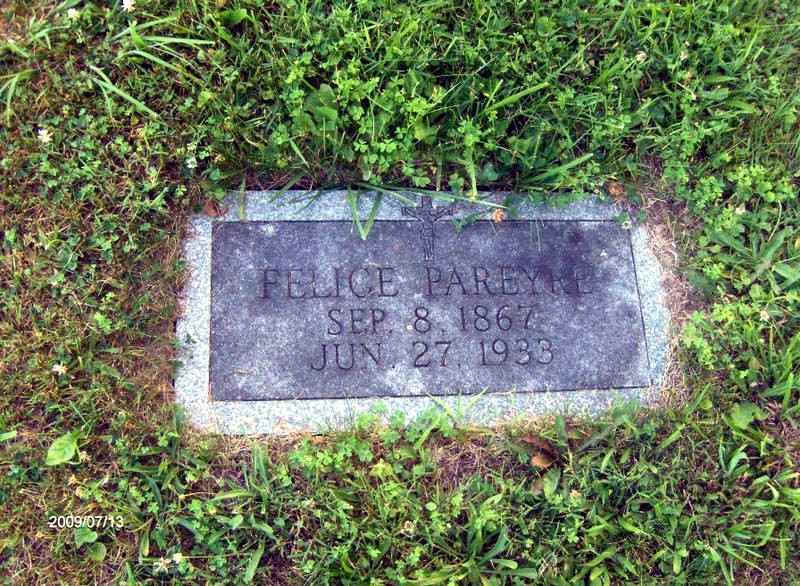 FELICE PAREYRE
SEP. 8, 1867
JUN. 27, 1933
2009/07/13